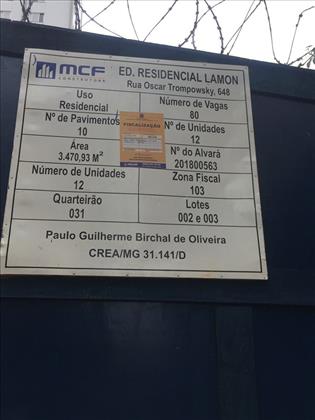 MCF
CONSTRUTORA
ED. RESIDENCIAL LAMON
Rua Oscar Trompowsky, 648
Uso
Residencial
Número de Vagas
80
Nº de Pavimentos
10
Nº de Unidades
12
Área
3.470,93 M²
Nº do Alvará
201800563
Número de Unidades
12
Zona Fiscal
103
Quarteirão
031
Lotes
002 e 003
FISCALIZAÇÃO
Paulo Guilherme Birchal de Oliveira
CREA/MG 31.141/D